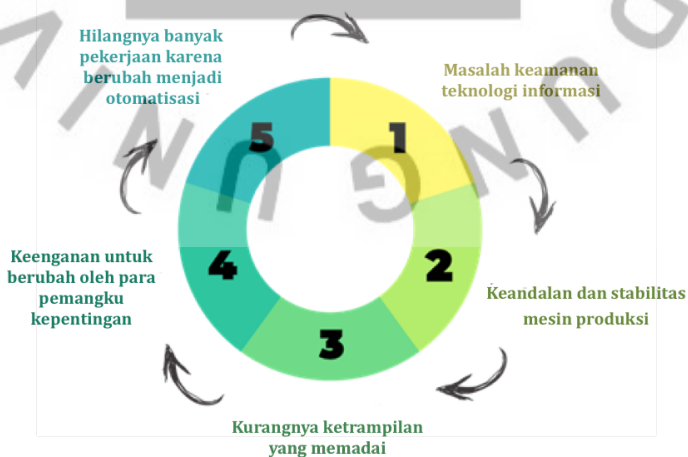 Hilangnya banyak
pekerjaan karena
berubah menjadi
otomatisasi
Masalah keamanan
teknologi informasi
5
1
4
2
3
Keenganan untuk
berubah oleh para
pemangku
kepentingan
Keandalan dan stabilitas
mesin produksi
Kurangnya ketrampilan
yang memadai